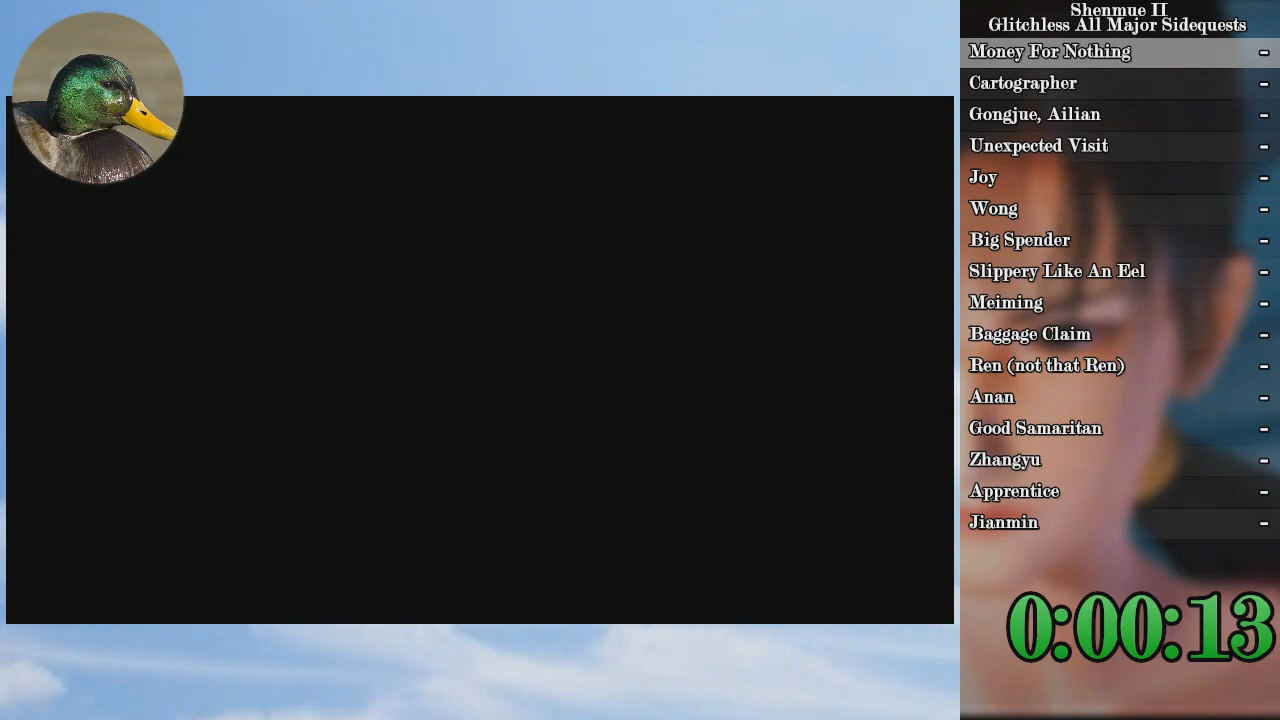 Shenmue II
Glitchless All Major Sidequests
Money For Nothing -
Cartographer -
Gongjue, Ailian -
Unexpected Visit -
Joy -
Wong -
Big Spender -
Slippery Like An Eel -
Meiming -
Baggage Claim -
Ren (not that Ren) -
Anan -
Good Samaritan -
Zhangyu -
Apprentice -
Jianmin -
0:00:13